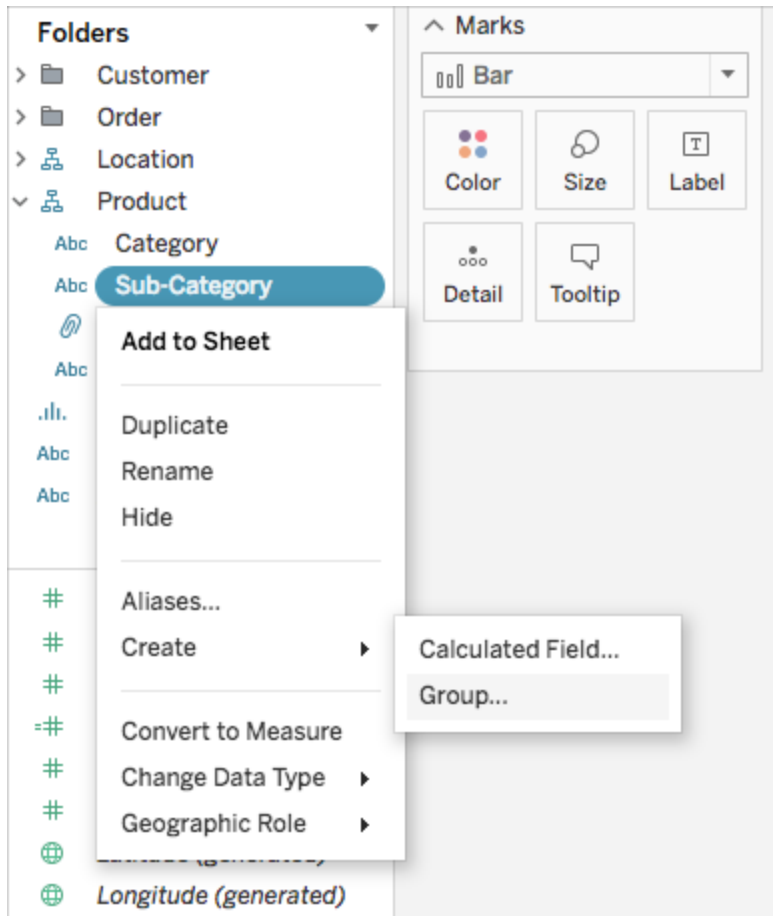 Folders
Customer
Order
Location
Product
Abc Category
Abc Sub-Category
Abc
Abc
Abc
Add to Sheet
Duplicate
Rename
Hide
Aliases...
Create
Convert to Measure
Change Data Type
Geographic Role
Calculated Field...
Group...
Longitude (generated)
Marks
Bar
Color
Size
T
Label
Detail
Tooltip